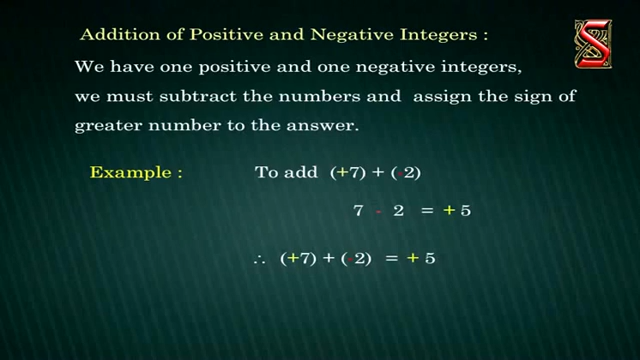 Addition of Positive and Negative Integers :
S
We have one positive and one negative integers,
we must subtract the numbers and assign the sign of
greater number to the answer.
Example : To add (+7) + (-2)
7 - 2 = + 5
∴ (+7) + (-2) = + 5